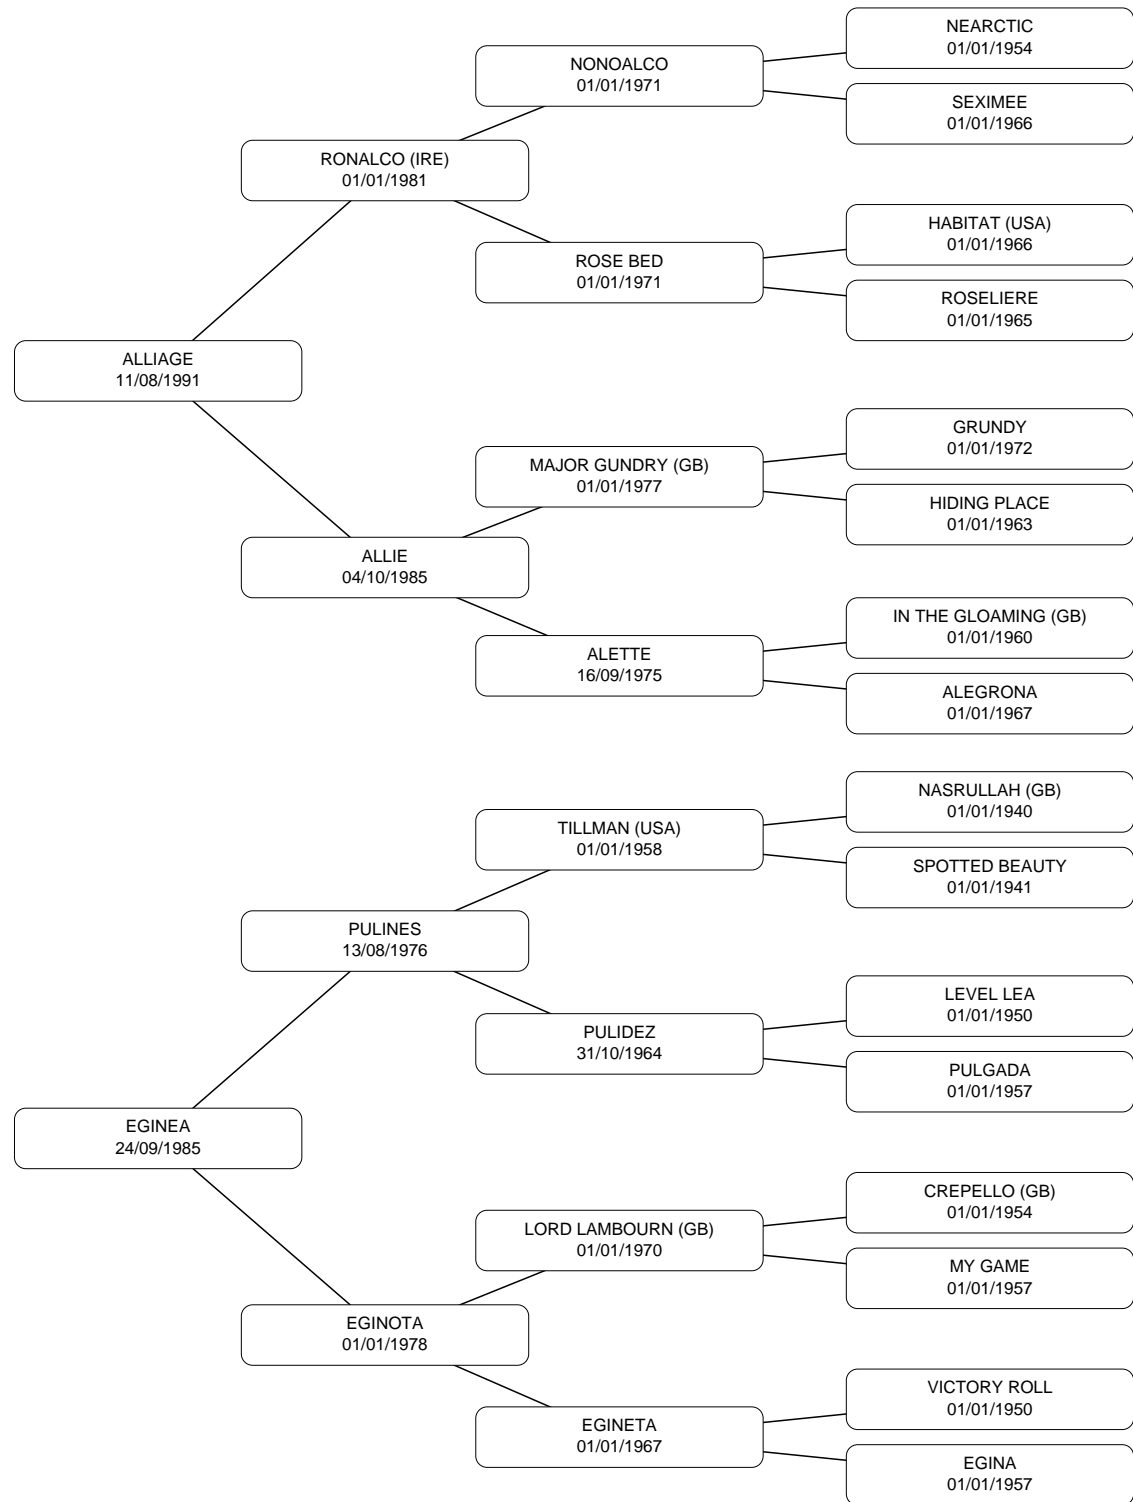 NEARCTIC
01/01/1954
NONOALCO
01/01/1971
SEXIMEE
01/01/1966
RONALCO (IRE)
01/01/1981
HABITAT (USA)
01/01/1966
ROSE BED
01/01/1971
ROSELIERE
01/01/1965
ALLIAGE
11/08/1991
GRUNDY
01/01/1972
MAJOR GUNDRY (GB)
01/01/1977
HIDING PLACE
01/01/1963
ALLIE
04/10/1985
IN THE GLOAMING (GB)
01/01/1960
ALETTE
16/09/1975
ALEGRONA
01/01/1967
NASRULLAH (GB)
01/01/1940
TILLMAN (USA)
01/01/1958
SPOTTED BEAUTY
01/01/1941
PULINES
13/08/1976
LEVEL LEA
01/01/1950
PULIDEZ
31/10/1964
PULGADA
01/01/1957
EGINEA
24/09/1985
CREPELLO (GB)
01/01/1954
LORD LAMBOURN (GB)
01/01/1970
MY GAME
01/01/1957
EGINOTA
01/01/1978
VICTORY ROLL
01/01/1950
EGINETA
01/01/1967
EGINA
01/01/1957